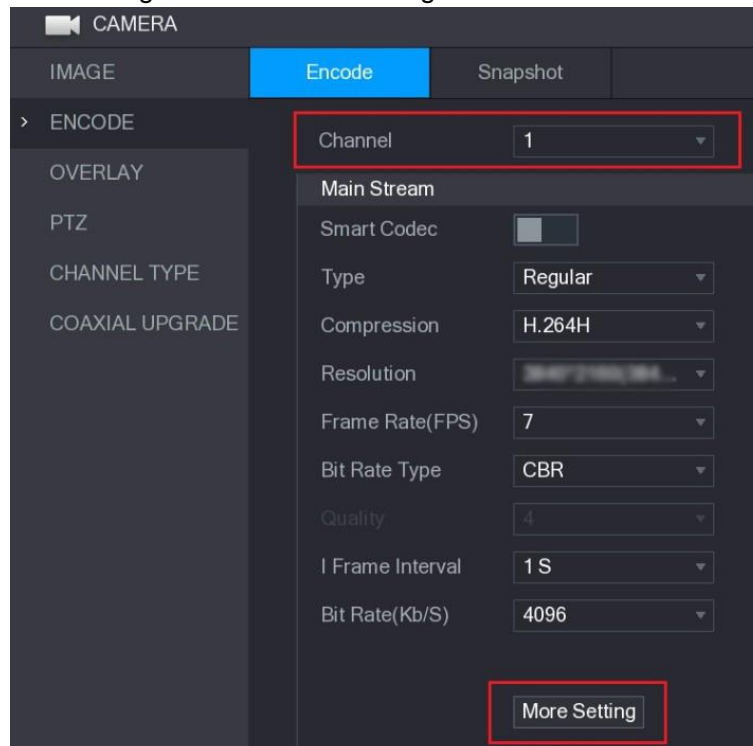 CAMERA
IMAGE
Encode Snapshot
ENCODE
Channel 1
OVERLAY
Main Stream
PTZ
Smart Codec
CHANNEL TYPE
Type Regular
COAXIAL UPGRADE
Compression H.264H
Resolution
Frame Rate(FPS) 7
Bit Rate Type CBR
Quality 4
I Frame Interval 1 S
Bit Rate(Kb/S) 4096
More Setting